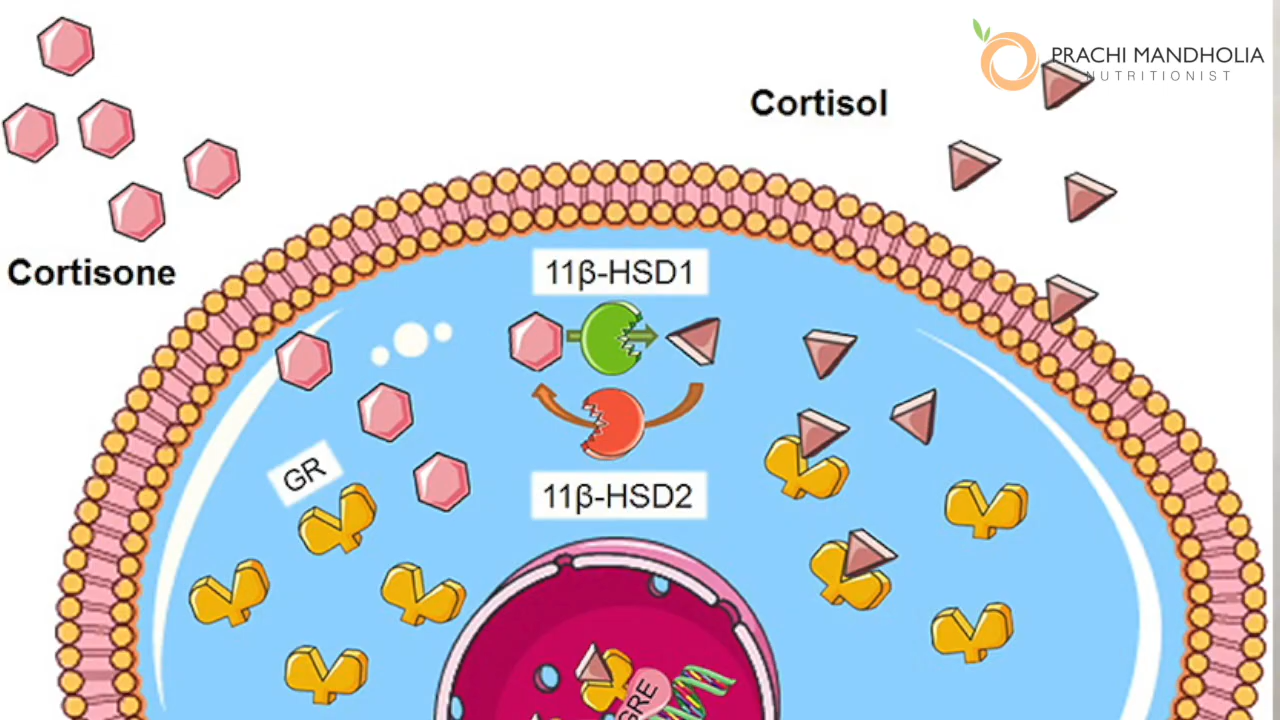 PRACHI MANDHOLIA
NUTRITIONIST
Cortisol
Cortisone
11β-HSD1
GR
11β-HSD2
GRE